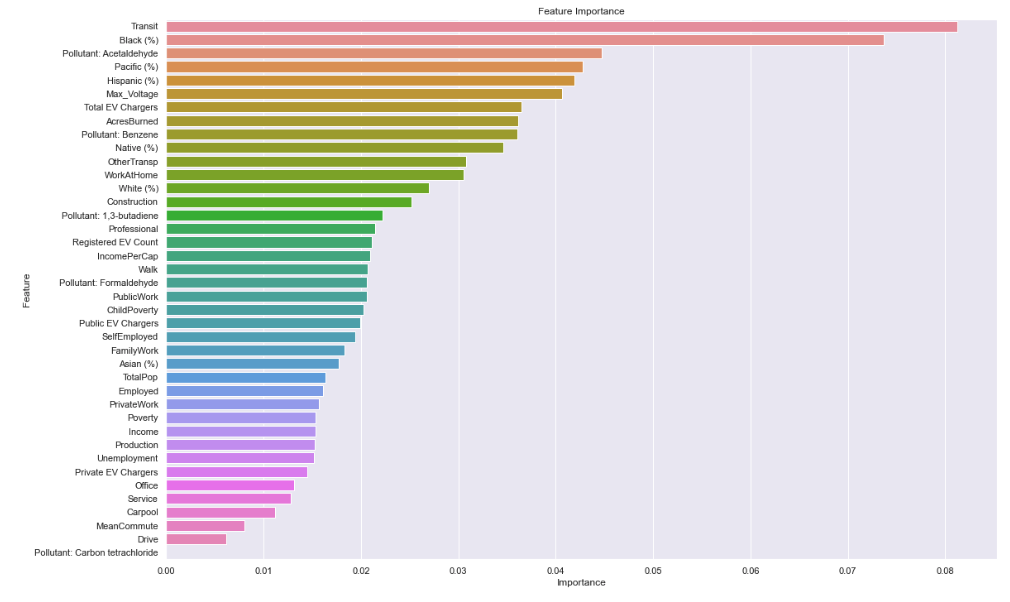 Feature Importance
Transit
Black (%)
Pollutant: Acetaldehyde
Pacific (%)
Hispanic (%)
Max_Voltage
Total EV Chargers
AcresBurned
Pollutant: Benzene
Native (%)
OtherTransp
WorkAtHome
White (%)
Construction
Pollutant: 1,3-butadiene
Professional
Registered EV Count
IncomePerCap
Walk
Pollutant: Formaldehyde
PublicWork
ChildPoverty
Public EV Chargers
SelfEmployed
FamilyWork
Asian (%)
TotalPop
Employed
PrivateWork
Poverty
Income
Production
Unemployment
Private EV Chargers
Office
Service
Carpool
MeanCommute
Drive
Pollutant: Carbon tetrachloride
Feature
0.00 0.01 0.02 0.03 0.04 0.05 0.06 0.07 0.08
Importance